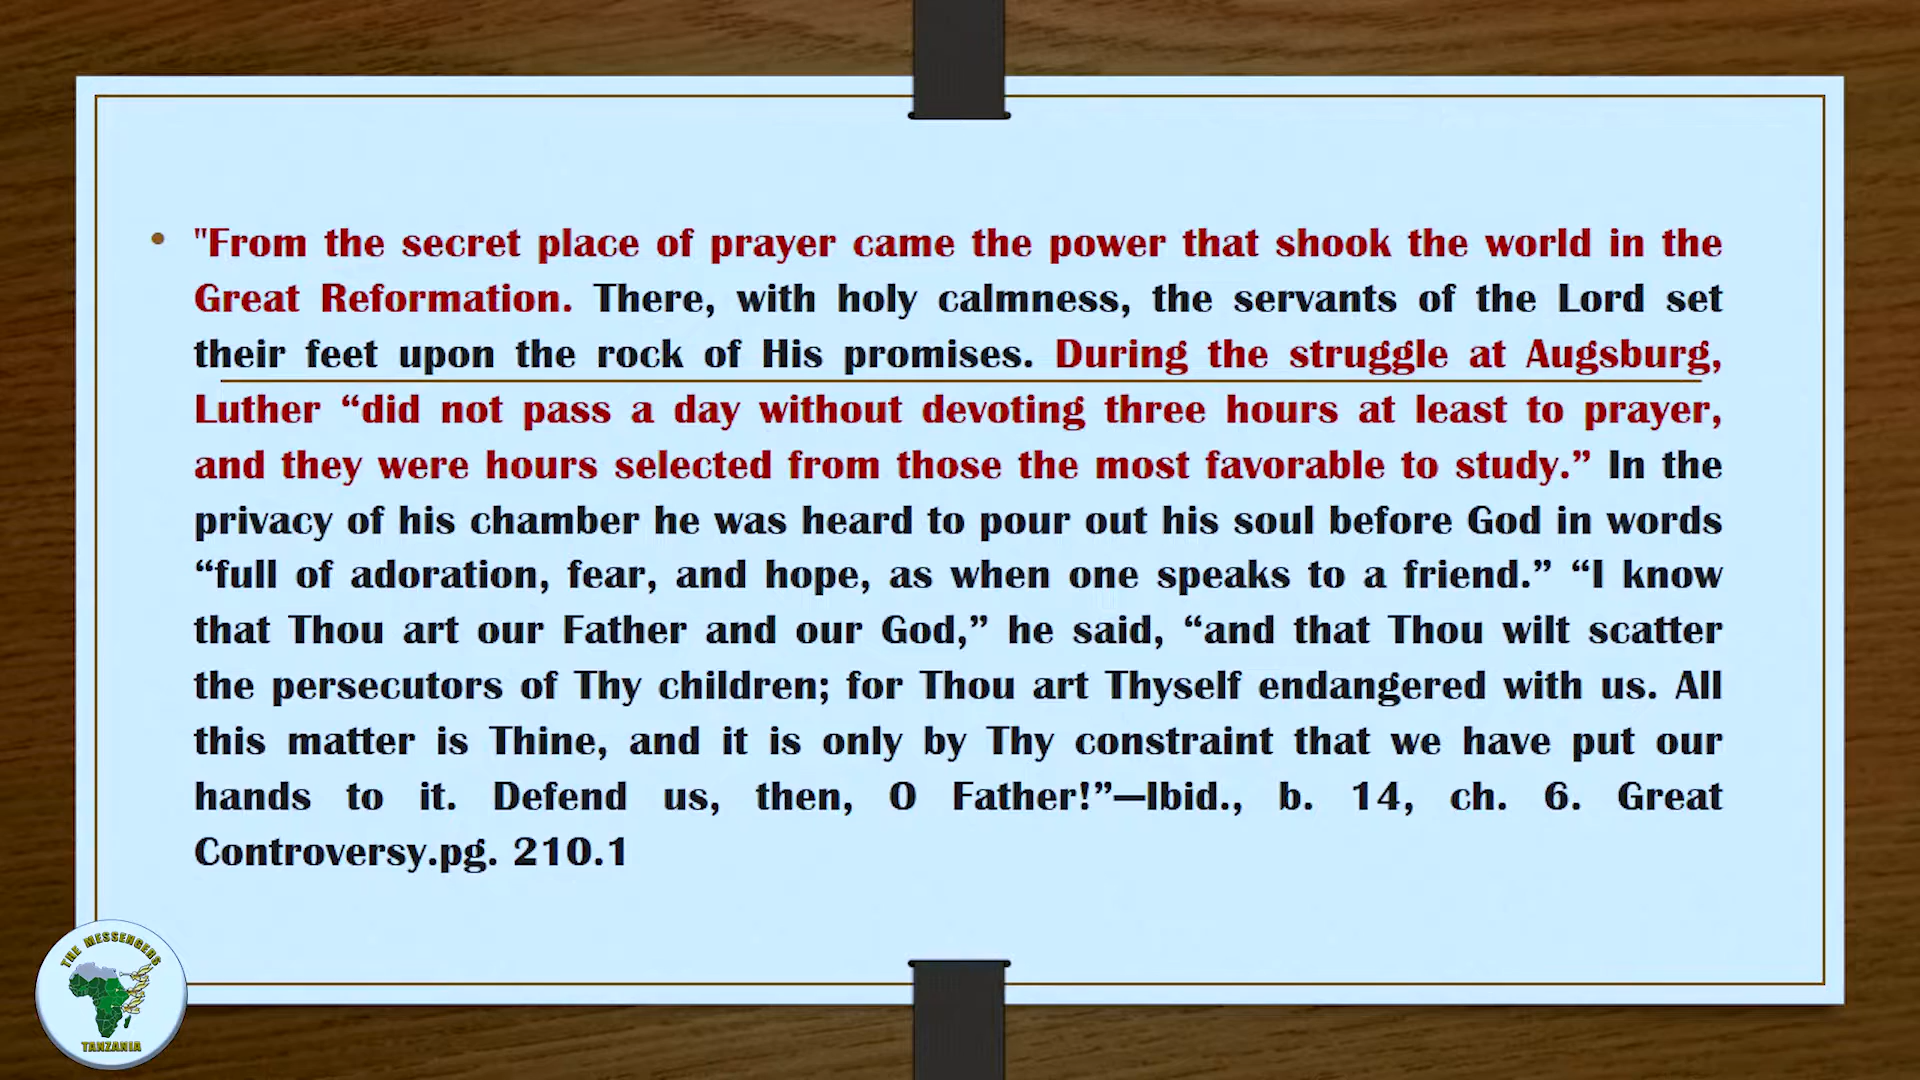 • "From the secret place of prayer came the power that shook the world in the
Great Reformation. There, with holy calmness, the servants of the Lord set
their feet upon the rock of His promises. During the struggle at Augsburg,
Luther “did not pass a day without devoting three hours at least to prayer,
and they were hours selected from those the most favorable to study.” In the
privacy of his chamber he was heard to pour out his soul before God in words
“full of adoration, fear, and hope, as when one speaks to a friend.” “I know
that Thou art our Father and our God,” he said, “and that Thou wilt scatter
the persecutors of Thy children; for Thou art Thyself endangered with us. All
this matter is Thine, and it is only by Thy constraint that we have put our
hands to it. Defend us, then, O Father!”—Ibid., b. 14, ch. 6. Great
Controversy.pg. 210.1
THE MESSENGERS
TANZANIA